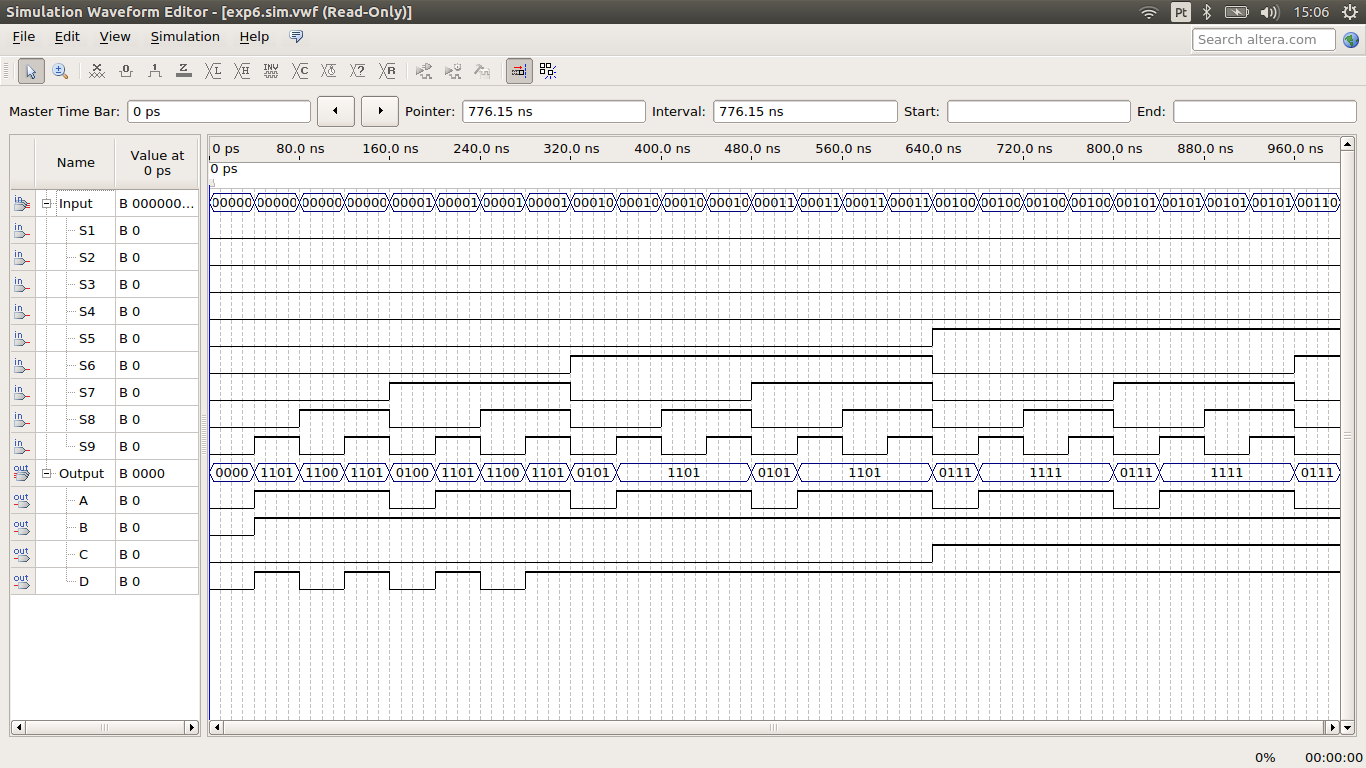 Simulation Waveform Editor - [exp6.sim.vwf (Read-Only)] Pt 15:06
File Edit View Simulation Help Search altera.com
Master Time Bar: 0 ps Pointer: 776.15 ns Interval: 776.15 ns Start: End:
Name Value at 0 ps 0 ps 80.0 ns 160.0 ns 240.0 ns 320.0 ns 400.0 ns 480.0 ns 560.0 ns 640.0 ns 720.0 ns 800.0 ns 880.0 ns 960.0 ns
0 ps
in Input B 000000... 00000 00000 00000 00000 00001 00001 00001 00001 00010 00010 00010 00010 00011 00011 00011 00011 00100 00100 00100 00100 00101 00101 00101 00101 00110
in S1 B 0
in S2 B 0
in S3 B 0
in S4 B 0
in S5 B 0
in S6 B 0
in S7 B 0
in S8 B 0
in S9 B 0
out Output B 0000 0000 1101 1100 1101 0100 1101 1100 1101 0101 1101 0101 1101 0111 1111 0111 1111 0111
out A B 0
out B B 0
out C B 0
out D B 0
0% 00:00:00